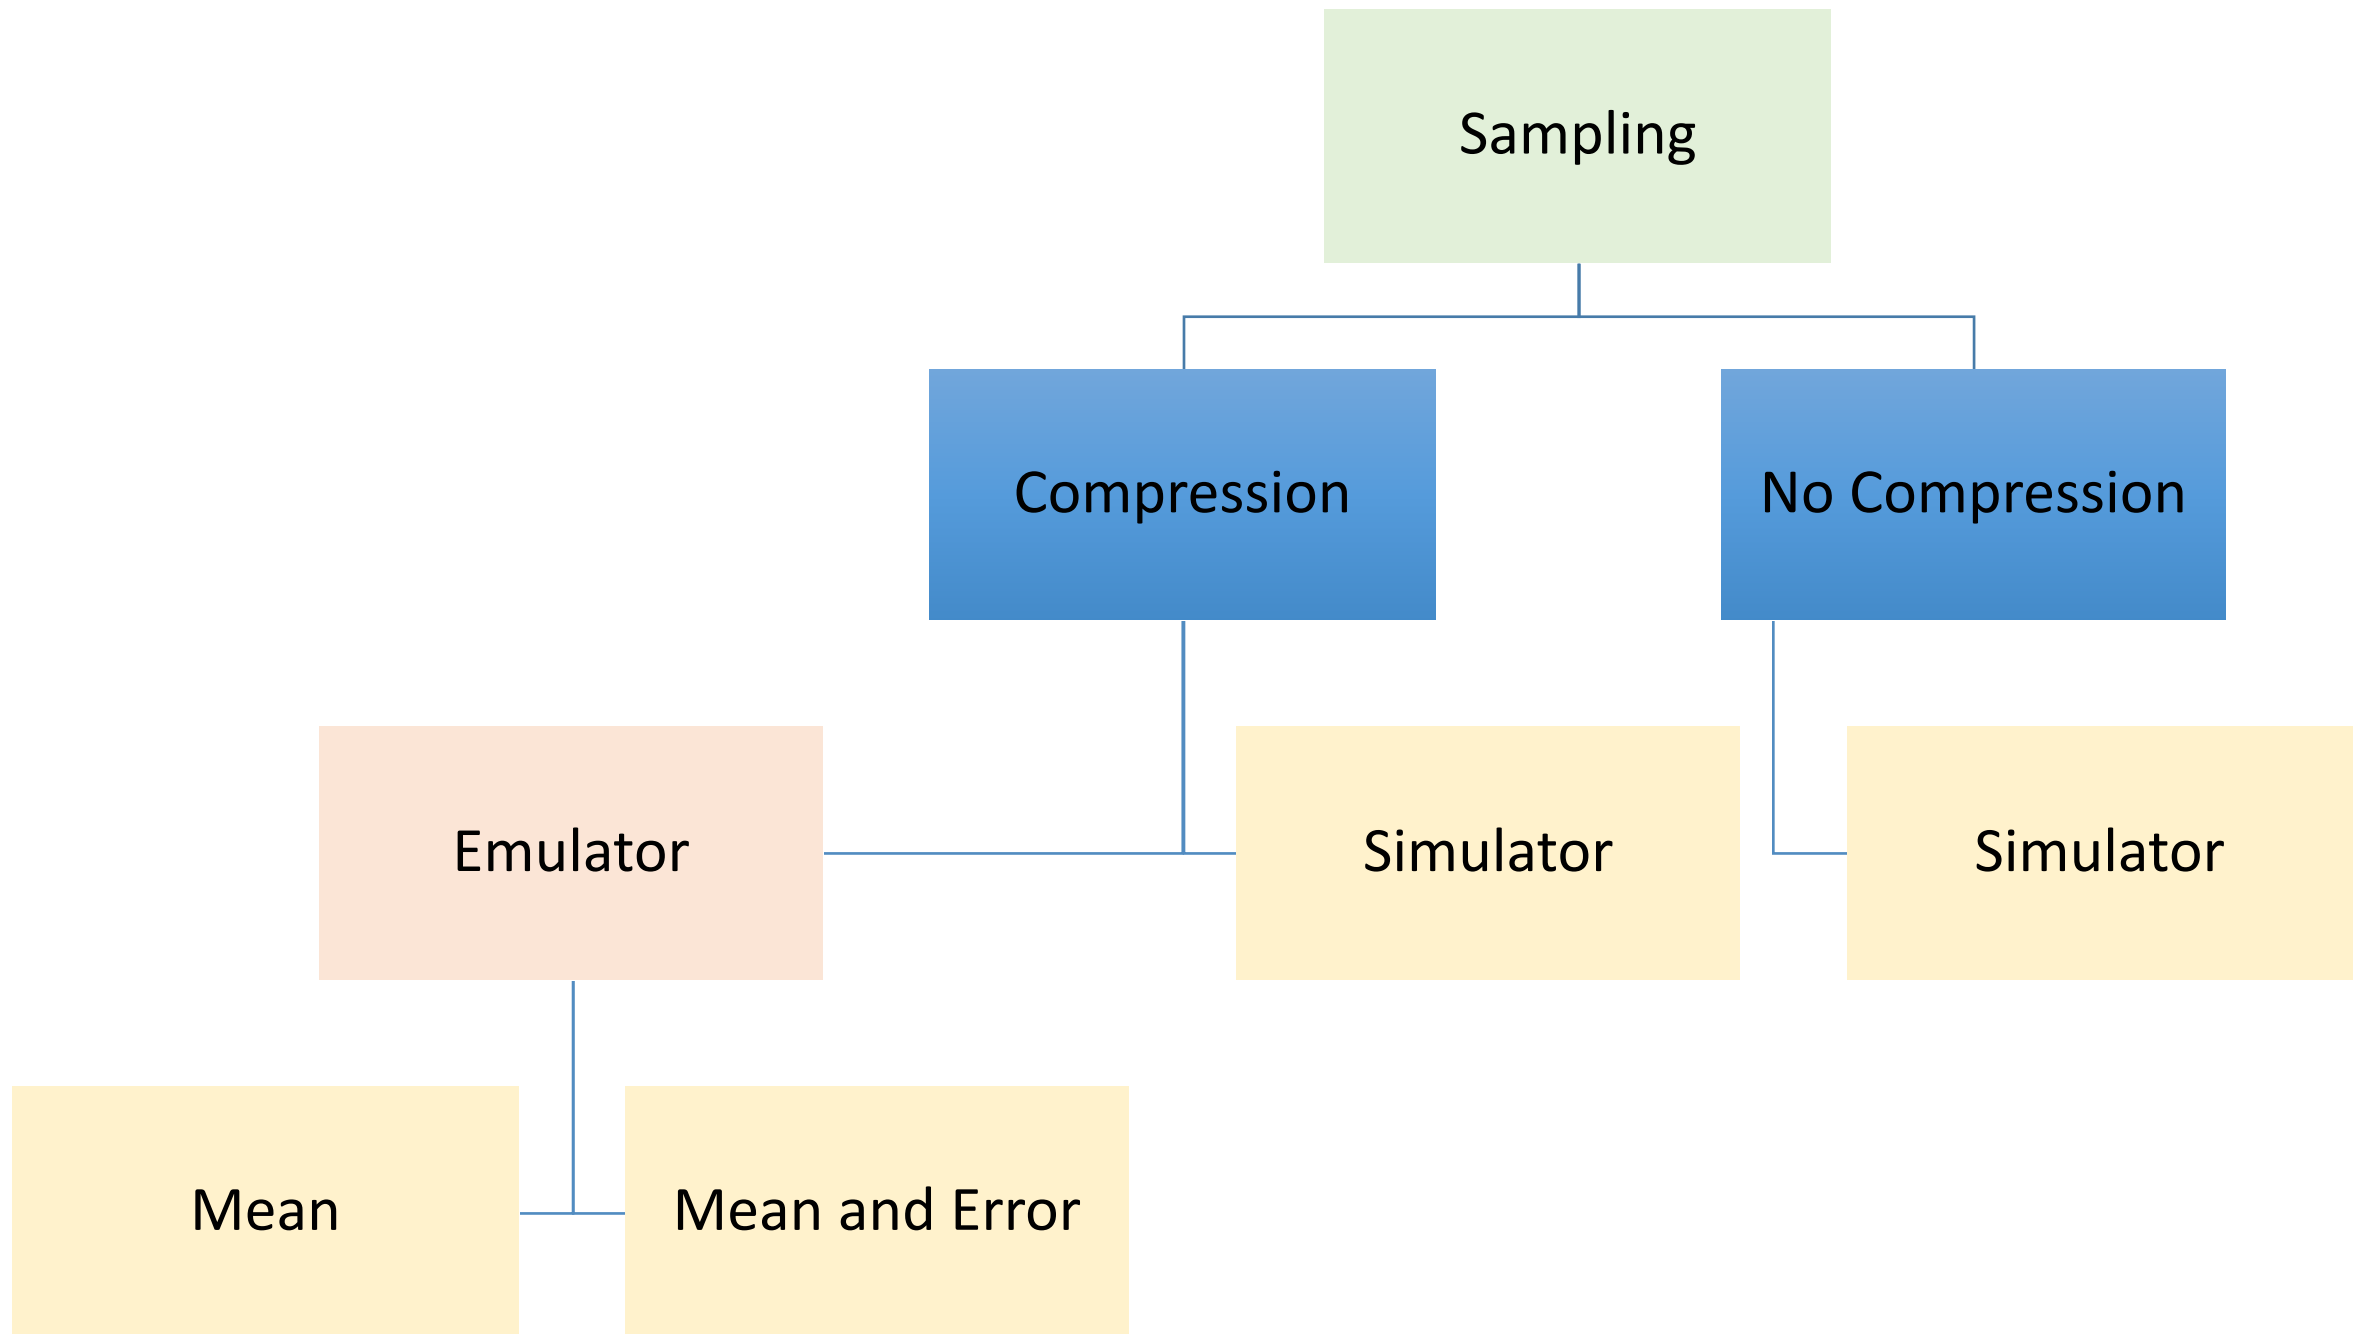 Sampling
Compression
No Compression
Emulator
Simulator
Simulator
Mean
Mean and Error